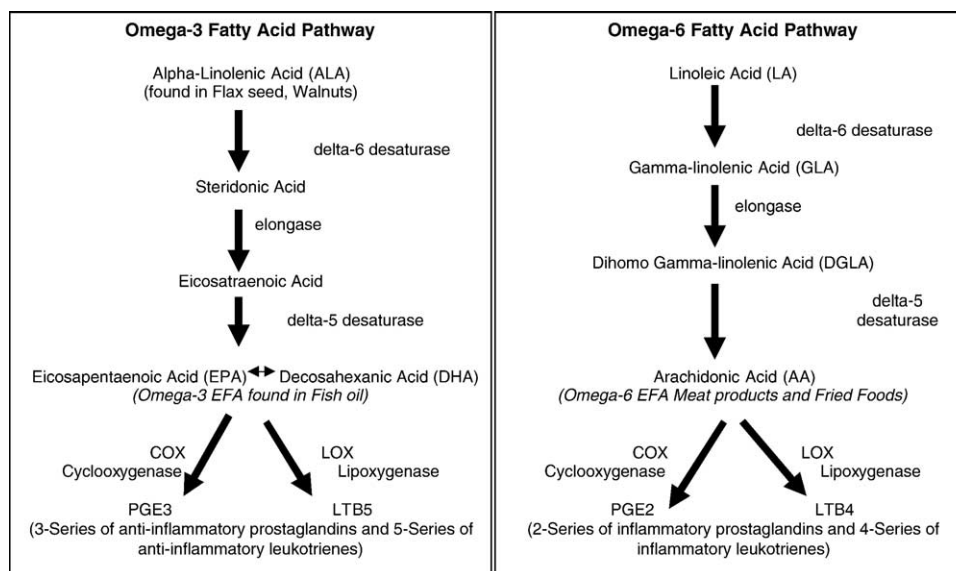 Omega-3 Fatty Acid Pathway
Alpha-Linolenic Acid (ALA)
(found in Flax seed, Walnuts)
delta-6 desaturase
Steridonic Acid
elongase
Eicosatraenoic Acid
delta-5 desaturase
Eicosapentaenoic Acid (EPA)
Decosahexanic Acid (DHA)
(Omega-3 EFA found in Fish oil)
COX
Cyclooxygenase
LOX
Lipoxygenase
PGE3
LTB5
(3-Series of anti-inflammatory prostaglandins and 5-Series of
anti-inflammatory leukotrienes)
Omega-6 Fatty Acid Pathway
Linoleic Acid (LA)
delta-6 desaturase
Gamma-linolenic Acid (GLA)
elongase
Dihomo Gamma-linolenic Acid (DGLA)
delta-5
desaturase
Arachidonic Acid (AA)
(Omega-6 EFA Meat products and Fried Foods)
COX
Cyclooxygenase
LOX
Lipoxygenase
PGE2
LTB4
(2-Series of inflammatory prostaglandins and 4-Series of
inflammatory leukotrienes)